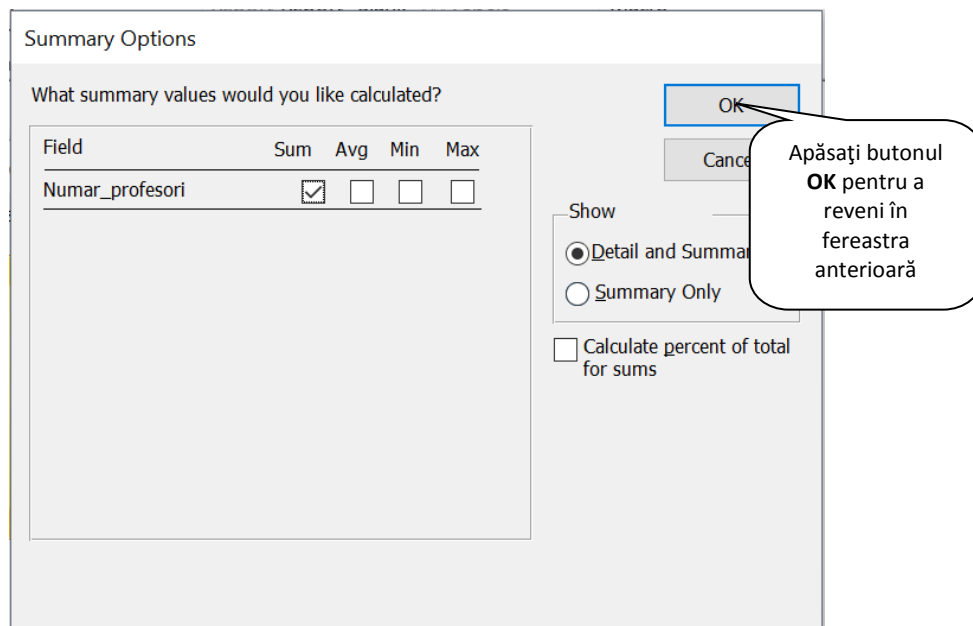 Summary Options
What summary values would you like calculated?
OK
Field Sum Avg Min Max
Numar_profesori
Show
Detail and
Summary Only
Calculate percent of total
for sums
Apăsaţi butonul
OK pentru a
reveni în
fereastra
anterioară